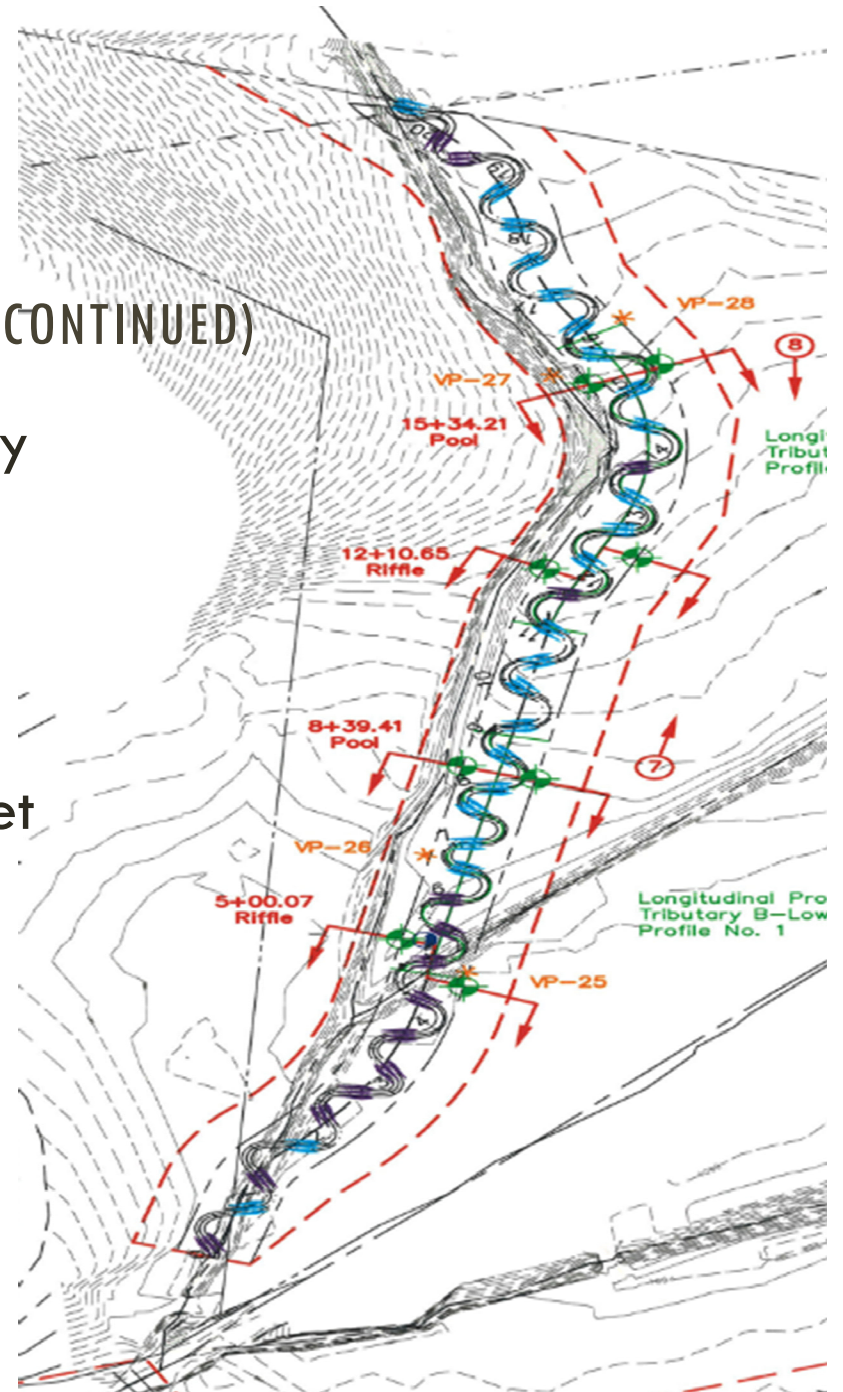 CONTINUED)
y
et
VP-28
8
VP-27
15+34.21
Pool
Longi
Tribut
Profile
12+10.65
Riffle
8+39.41
Pool
7
VP-26
5+00.07
Riffle
Longitudinal Pro
Tributary B-Low
Profile No. 1
VP-25